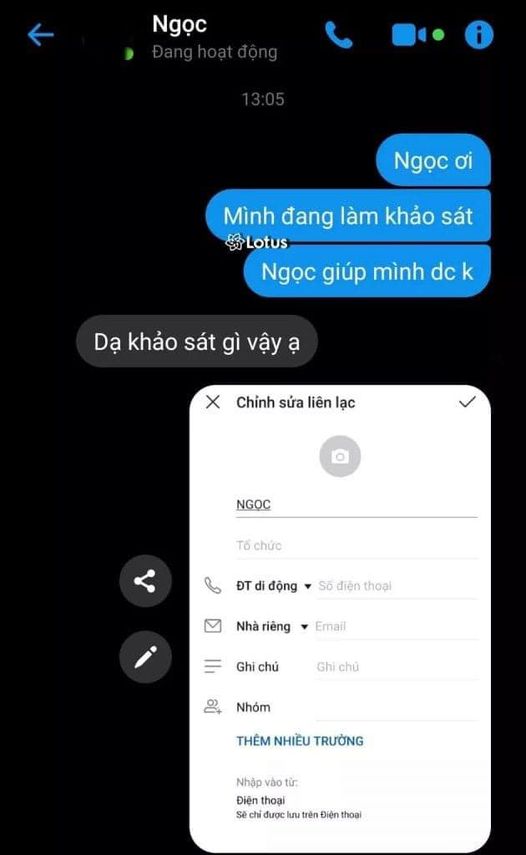 Ngọc
Đang hoạt động
13:05
Ngọc ơi
Mình đang làm khảo sát
Lotus
Ngọc giúp mình dc k
Dạ khảo sát gì vậy ạ
Chỉnh sửa liên lạc
NGỌC
Tổ chức
ĐT di động Số điện thoại
Nhà riêng Email
Ghi chú Ghi chú
Nhóm
THÊM NHIỀU TRƯỜNG
Nhập vào từ:
Điện thoại
Sẽ chỉ được lưu trên Điện thoại